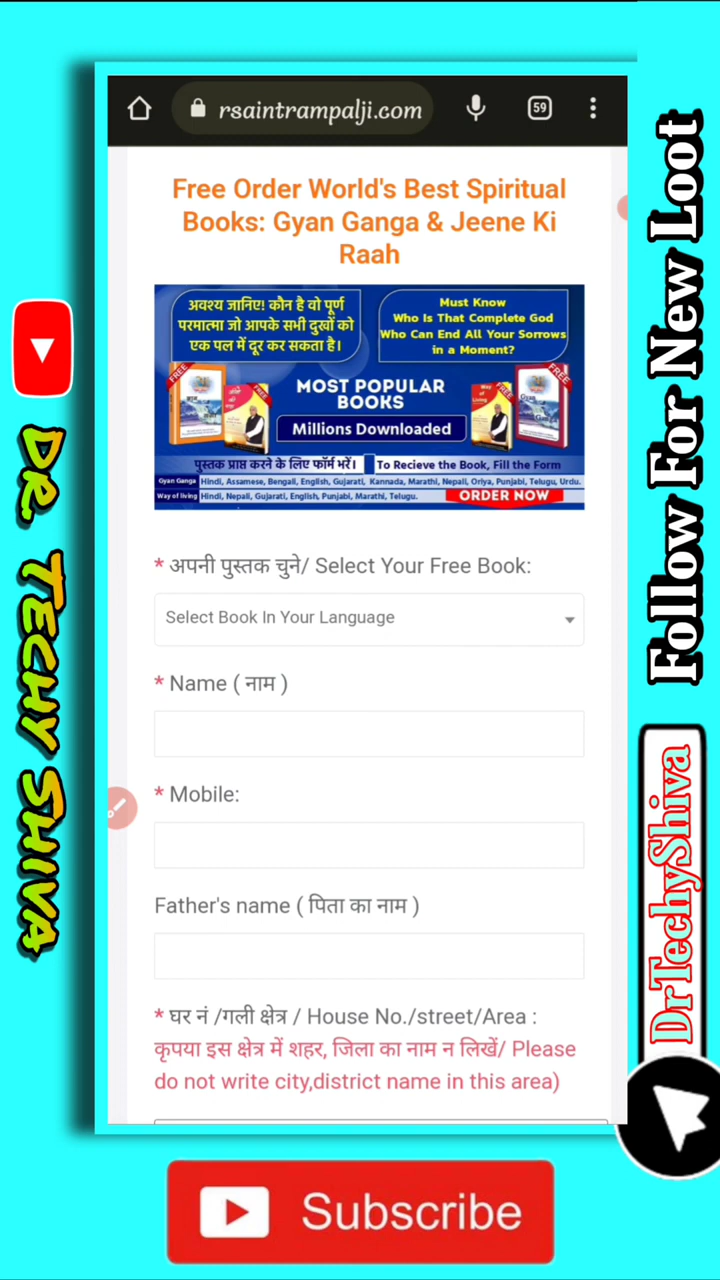 rsaintrampalji.com
59
Free Order World's Best Spiritual
Books: Gyan Ganga & Jeene Ki
Raah
अवश्य जानिए! कौन है वो पूर्ण
परमात्मा जो आपके सभी दुखों को
एक पल में दूर कर सकता है।
Must Know
Who Is That Complete God
Who Can End All Your Sorrows
in a Moment?
FREE
FREE
Way of Living
FREE
MOST POPULAR
BOOKS
Millions Downloaded
पुस्तक प्राप्त करने के लिए फॉर्म भरें।
To Recieve the Book, Fill the Form
Gyan Ganga Hindi, Assamese, Bengali, English, Gujarati, Kannada, Marathi, Nepali, Oriya, Punjabi, Telugu, Urdu.
Way of living Hindi, Nepali, Gujarati, English, Punjabi, Marathi, Telugu.
ORDER NOW
* अपनी पुस्तक चुने/ Select Your Free Book:
Select Book In Your Language
* Name ( नाम )
* Mobile:
Father's name ( पिता का नाम )
* घर नं /गली क्षेत्र / House No./street/Area :
कृपया इस क्षेत्र में शहर, जिला का नाम न लिखें/ Please
do not write city,district name in this area)
DR. TECHY SHIVA
Follow For New Loot
DrTechyShiva
Subscribe